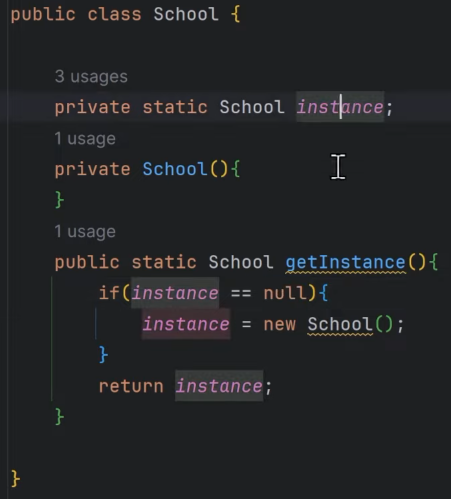 public class School {
3 usages
private static School instance;
1 usage
private School(){
}
1 usage
public static School getInstance(){
if(instance == null){
instance = new School();
}
return instance;
}
}